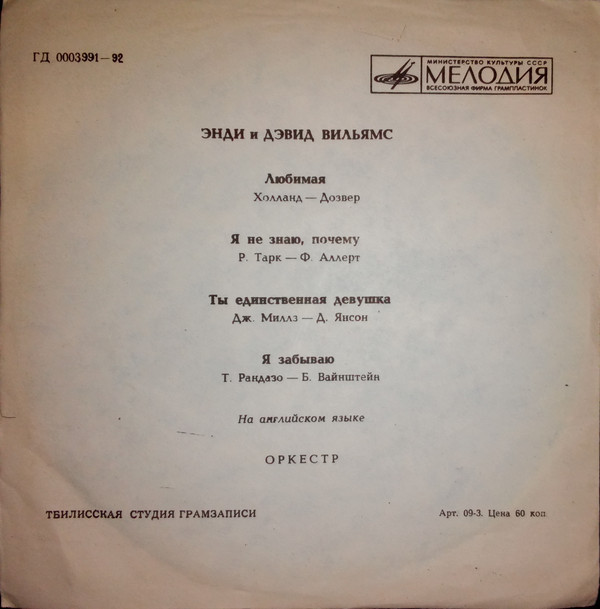 ГД 0003991—92
МИНИСТЕРСТВО КУЛЬТУРЫ СССР
МЕЛОДИЯ
ВСЕСОЮЗНАЯ ФИРМА ГРАМПЛАСТИНОК
ЭНДИ и ДЭВИД ВИЛЬЯМС
Любимая
Холланд — Дозвер
Я не знаю, почему
Р. Тарк — Ф. Аллерт
Ты единственная девушка
Дж. Миллз — Д. Янсон
Я забываю
Т. Рандазо — Б. Вайнштейн
На английском языке
ОРКЕСТР
ТБИЛИССКАЯ СТУДИЯ ГРАМЗАПИСИ
Арт. 09-3. Цена 60 коп.